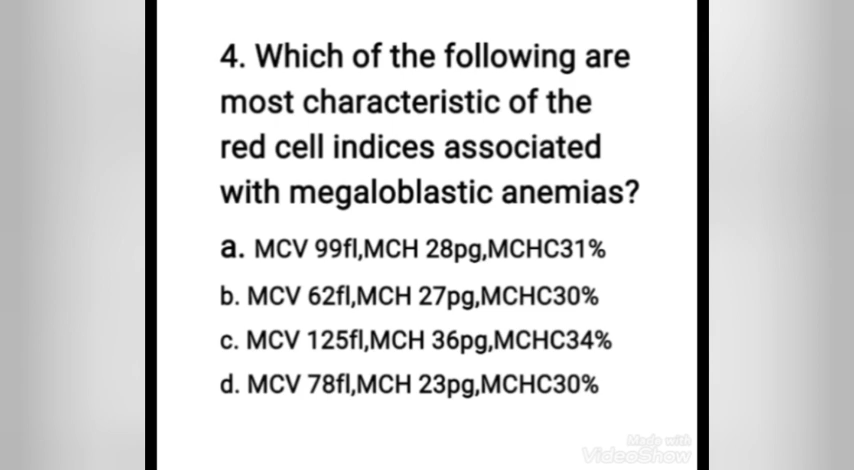 4. Which of the following are
most characteristic of the
red cell indices associated
with megaloblastic anemias?
a. MCV 99fl,MCH 28pg,MCHC31%
b. MCV 62fl,MCH 27pg,MCHC30%
c. MCV 125fl,MCH 36pg,MCHC34%
d. MCV 78fl,MCH 23pg,MCHC30%
Made with
VideoShow